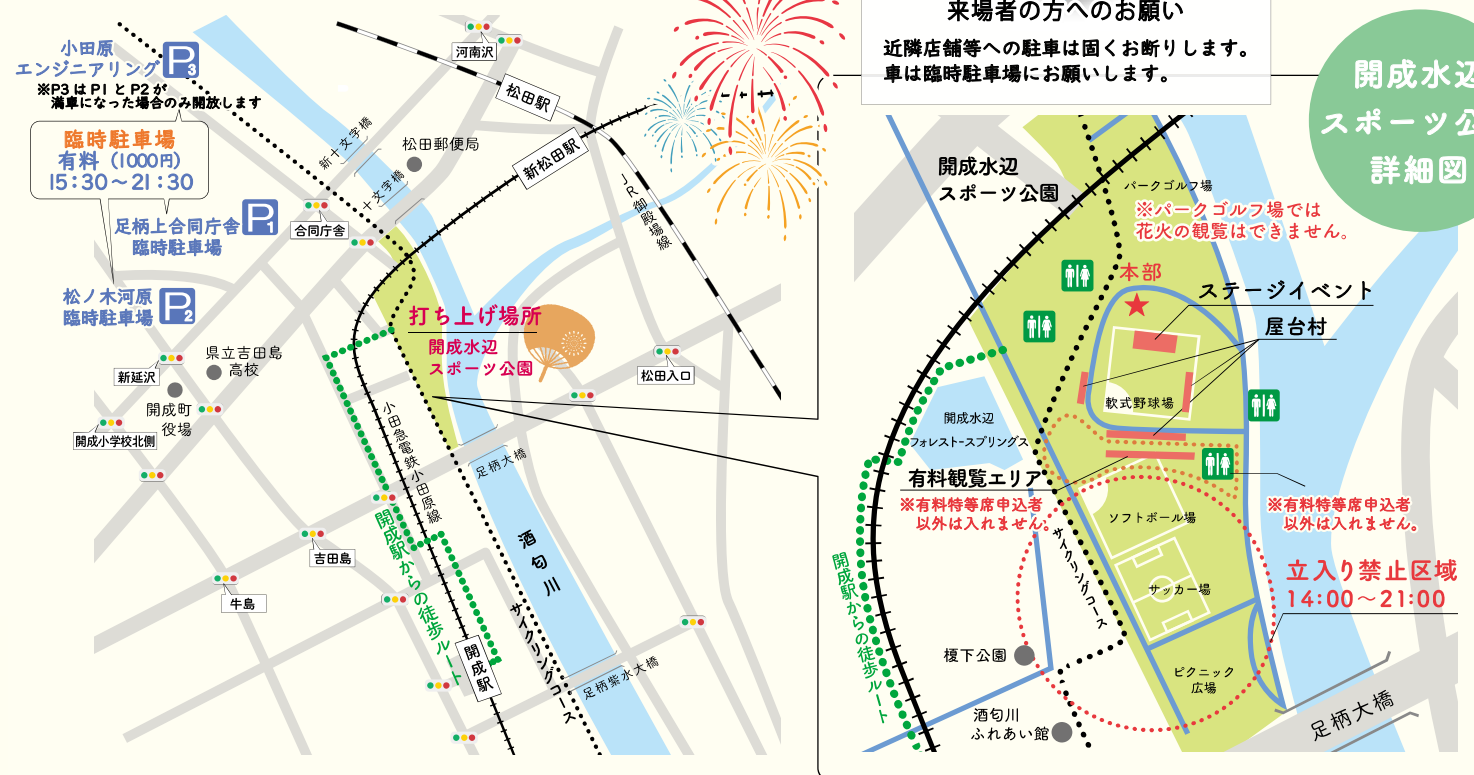 小田原
エンジニアリング
P3
※P3はP1とP2が
満車になった場合のみ開放します
臨時駐車場
有料（1000円）
15：30～21：30
足柄上合同庁舎
臨時駐車場
P1
松ノ木河原
臨時駐車場
P2
河南沢
松田駅
新松田駅
新十文字橋
十文字橋
松田郵便局
JR御殿場線
合同庁舎
打ち上げ場所
開成水辺
スポーツ公園
県立吉田島
高校
新延沢
開成町
役場
開成小学校北側
松田入口
小田急電鉄小田原線
足柄大橋
開成駅からの徒歩ルート
吉田島
牛島
酒匂川
サイクリングコース
開成駅
足柄紫水大橋
来場者の方へのお願い
近隣店舗等への駐車は固くお断りします。
車は臨時駐車場にお願いします。
開成水辺
スポーツ公
詳細図
開成水辺
スポーツ公園
パークゴルフ場
※パークゴルフ場では
花火の観覧はできません。
本部
ステージイベント
屋台村
軟式野球場
開成水辺
フォレストースプリングス
有料観覧エリア
※有料特等席申込者
以外は入れません。
※有料特等席申込者
以外は入れません。
ソフトボール場
サイクリングコース
サッカー場
立入り禁止区域
14：00～21：00
開成駅からの徒歩ルート
榎下公園
ピクニック
広場
酒匂川
ふれあい館
足柄大橋